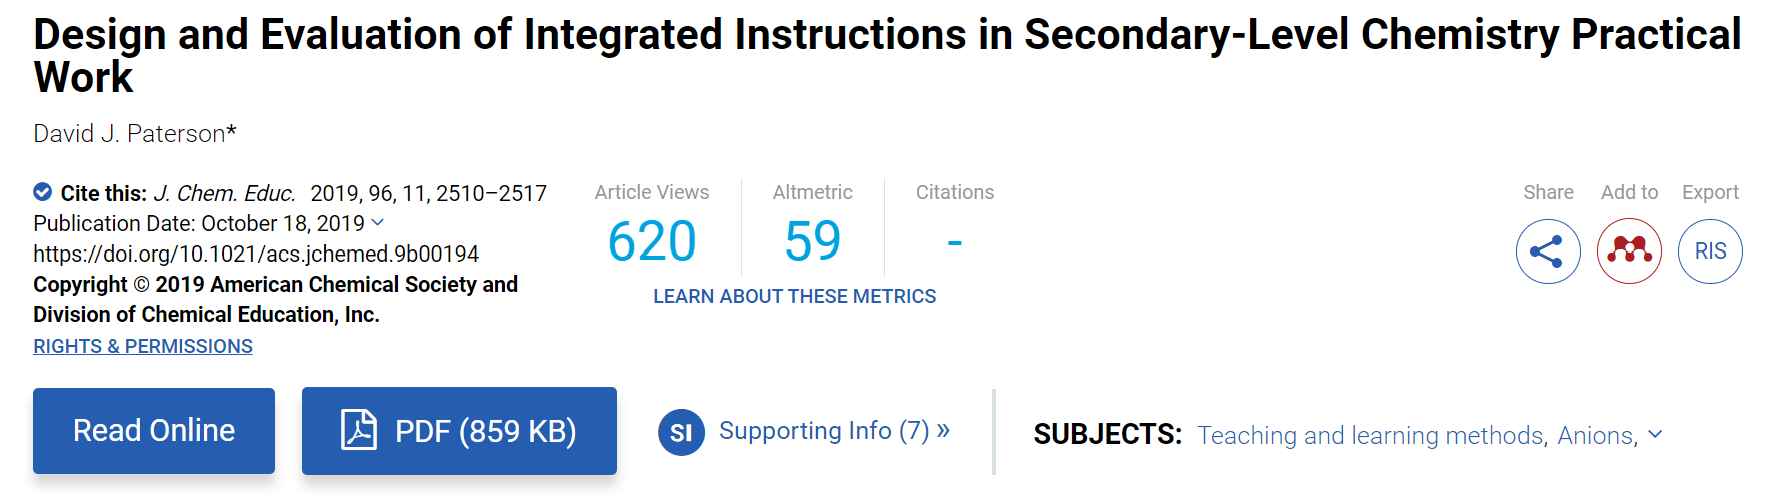 Design and Evaluation of Integrated Instructions in Secondary-Level Chemistry Practical
Work
David J. Paterson*
Cite this: J. Chem. Educ. 2019, 96, 11, 2510–2517
Publication Date: October 18, 2019
https://doi.org/10.1021/acs.jchemed.9b00194
Copyright © 2019 American Chemical Society and
Division of Chemical Education, Inc.
RIGHTS & PERMISSIONS
Article Views Altmetric Citations
620 59 -
LEARN ABOUT THESE METRICS
Share Add to Export
RIS
Read Online
PDF (859 KB)
SI Supporting Info (7) »
SUBJECTS: Teaching and learning methods, Anions,